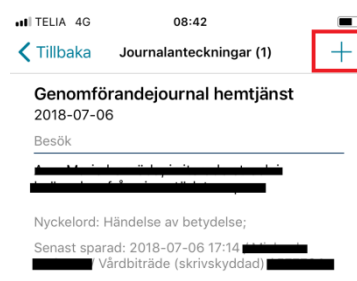 TELIA 4G 08:42
Tillbaka Journalanteckningar (1)
Genomförandejournal hemtjänst
2018-07-06
Besök
Nyckelord: Händelse av betydelse;
Senast sparad: 2018-07-06 17:14 /
/ Vårdbiträde (skrivskyddad)